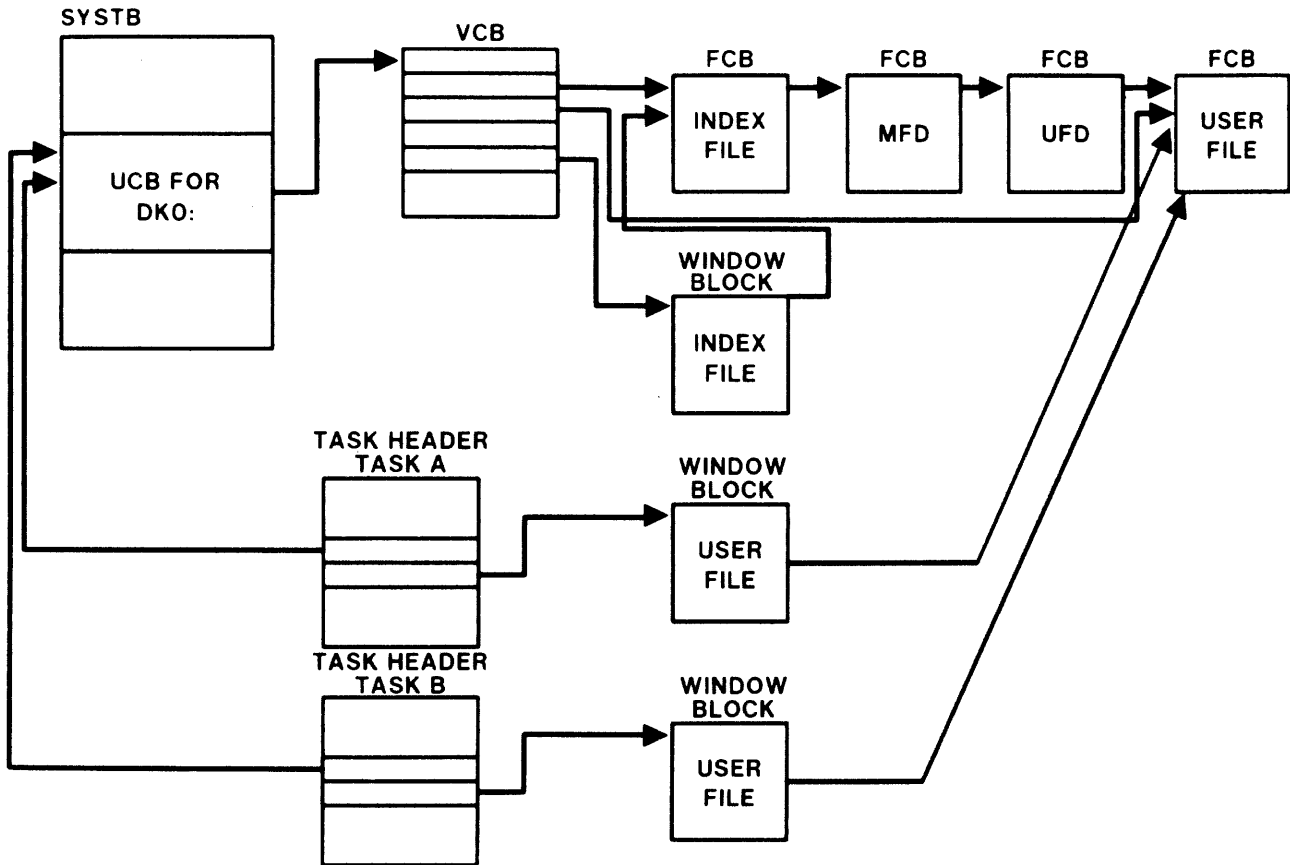 SYSTB
UCB FOR
DK0:
VCB
FCB
INDEX
FILE
FCB
MFD
FCB
UFD
FCB
USER
FILE
WINDOW
BLOCK
INDEX
FILE
TASK HEADER
TASK A
WINDOW
BLOCK
USER
FILE
TASK HEADER
TASK B
WINDOW
BLOCK
USER
FILE